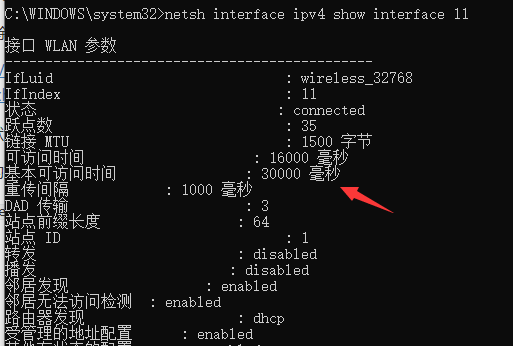 C:\WINDOWS\system32>netsh interface ipv4 show interface 11
接口 WLAN 参数
----------------------------------------------
IfLuid : wireless_32768
IfIndex : 11
状态 : connected
跃点数 : 35
链接 MTU : 1500 字节
可访问时间 : 16000 毫秒
基本可访问时间 : 30000 毫秒
重传间隔 : 1000 毫秒
DAD 传输 : 3
站点前缀长度 : 64
站点 ID : 1
转发 : disabled
播发 : disabled
邻居发现 : enabled
邻居无法访问检测 : enabled
路由器发现 : dhcp
受管理的地址配置 : enabled